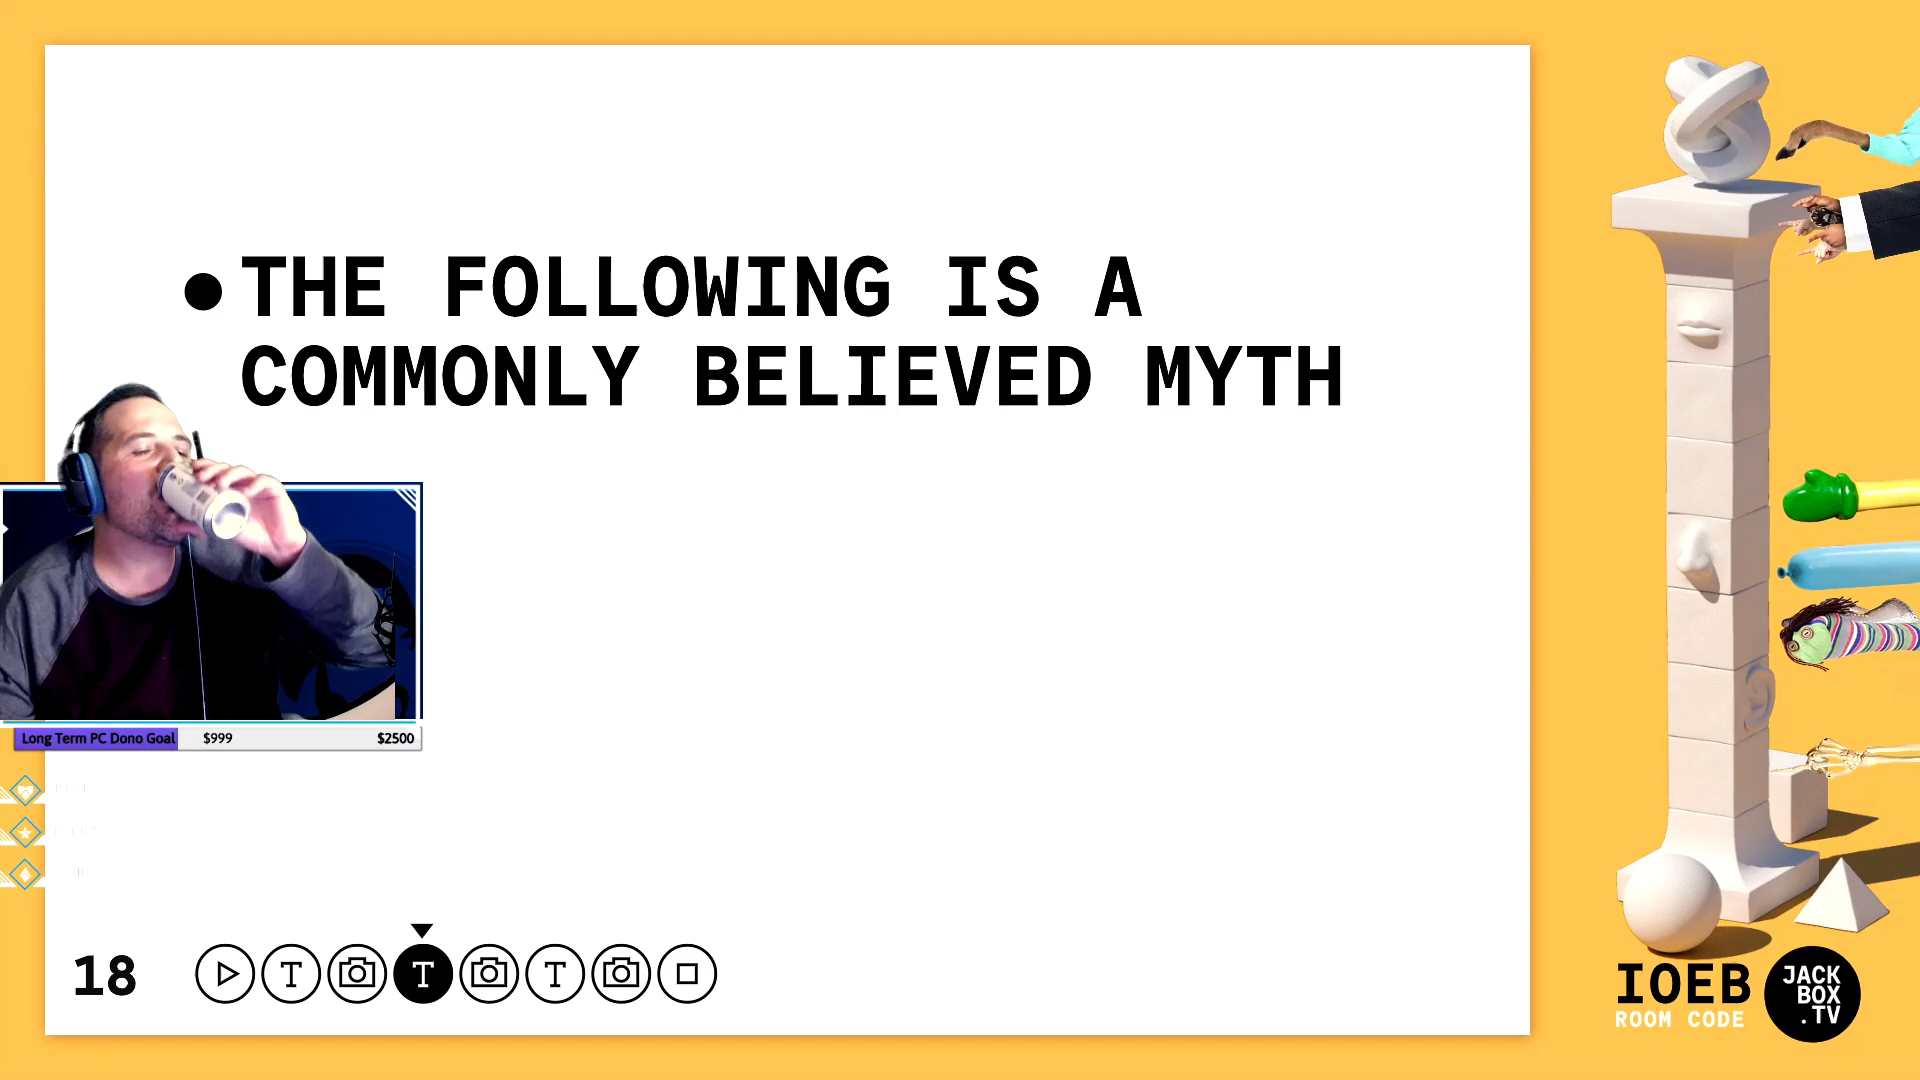 ● THE FOLLOWING IS A
COMMONLY BELIEVED MYTH
Long Term PC Dono Goal $999 $2500
18
T
T
T
IOEB
ROOM CODE
JACK
BOX
.TV